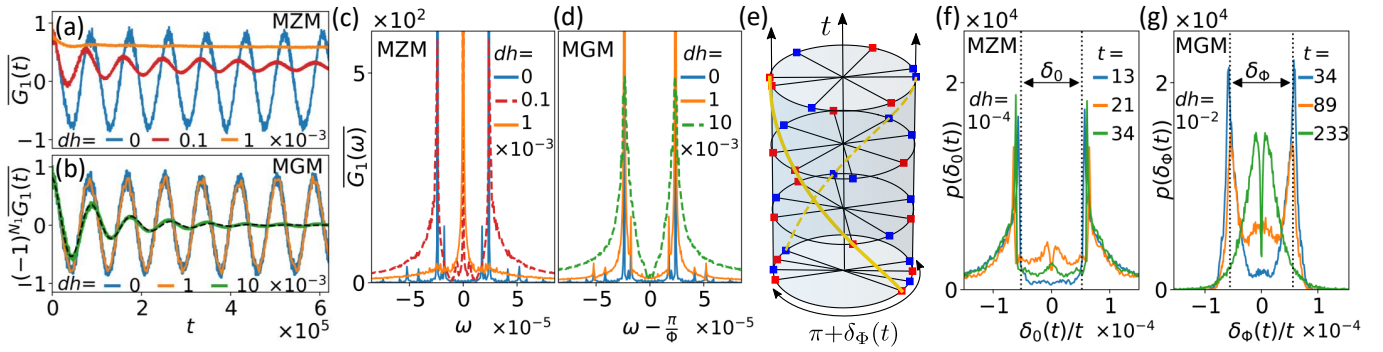 (a)
MZM
1
0
−1
G₁(t)
dh= 0 0.1 1 ×10⁻³
(b)
MGM
1
0
−1
(−1)^{N₁}G₁(t)
dh= 0 1 10 ×10⁻³
0 2 4 6
t ×10⁵
(c)
×10²
MZM
dh=
0
0.1
1
×10⁻³
6
0
G₁(ω)
−5 0 5
ω ×10⁻⁵
(d)
MGM
dh=
0
1
10
×10⁻³
−5 0 5
ω − π/Φ ×10⁻⁵
(e)
t
π+δ_Φ(t)
(f)
×10⁴
MZM
t =
δ₀
13
21
34
dh=
10⁻⁴
2
0
p(δ₀(t))
−1 0 1
δ₀(t)/t ×10⁻⁴
(g)
×10⁴
MGM
t =
δ_Φ
34
89
233
dh=
10⁻²
2
0
p(δ_Φ(t))
−1 0 1
δ_Φ(t)/t ×10⁻⁴